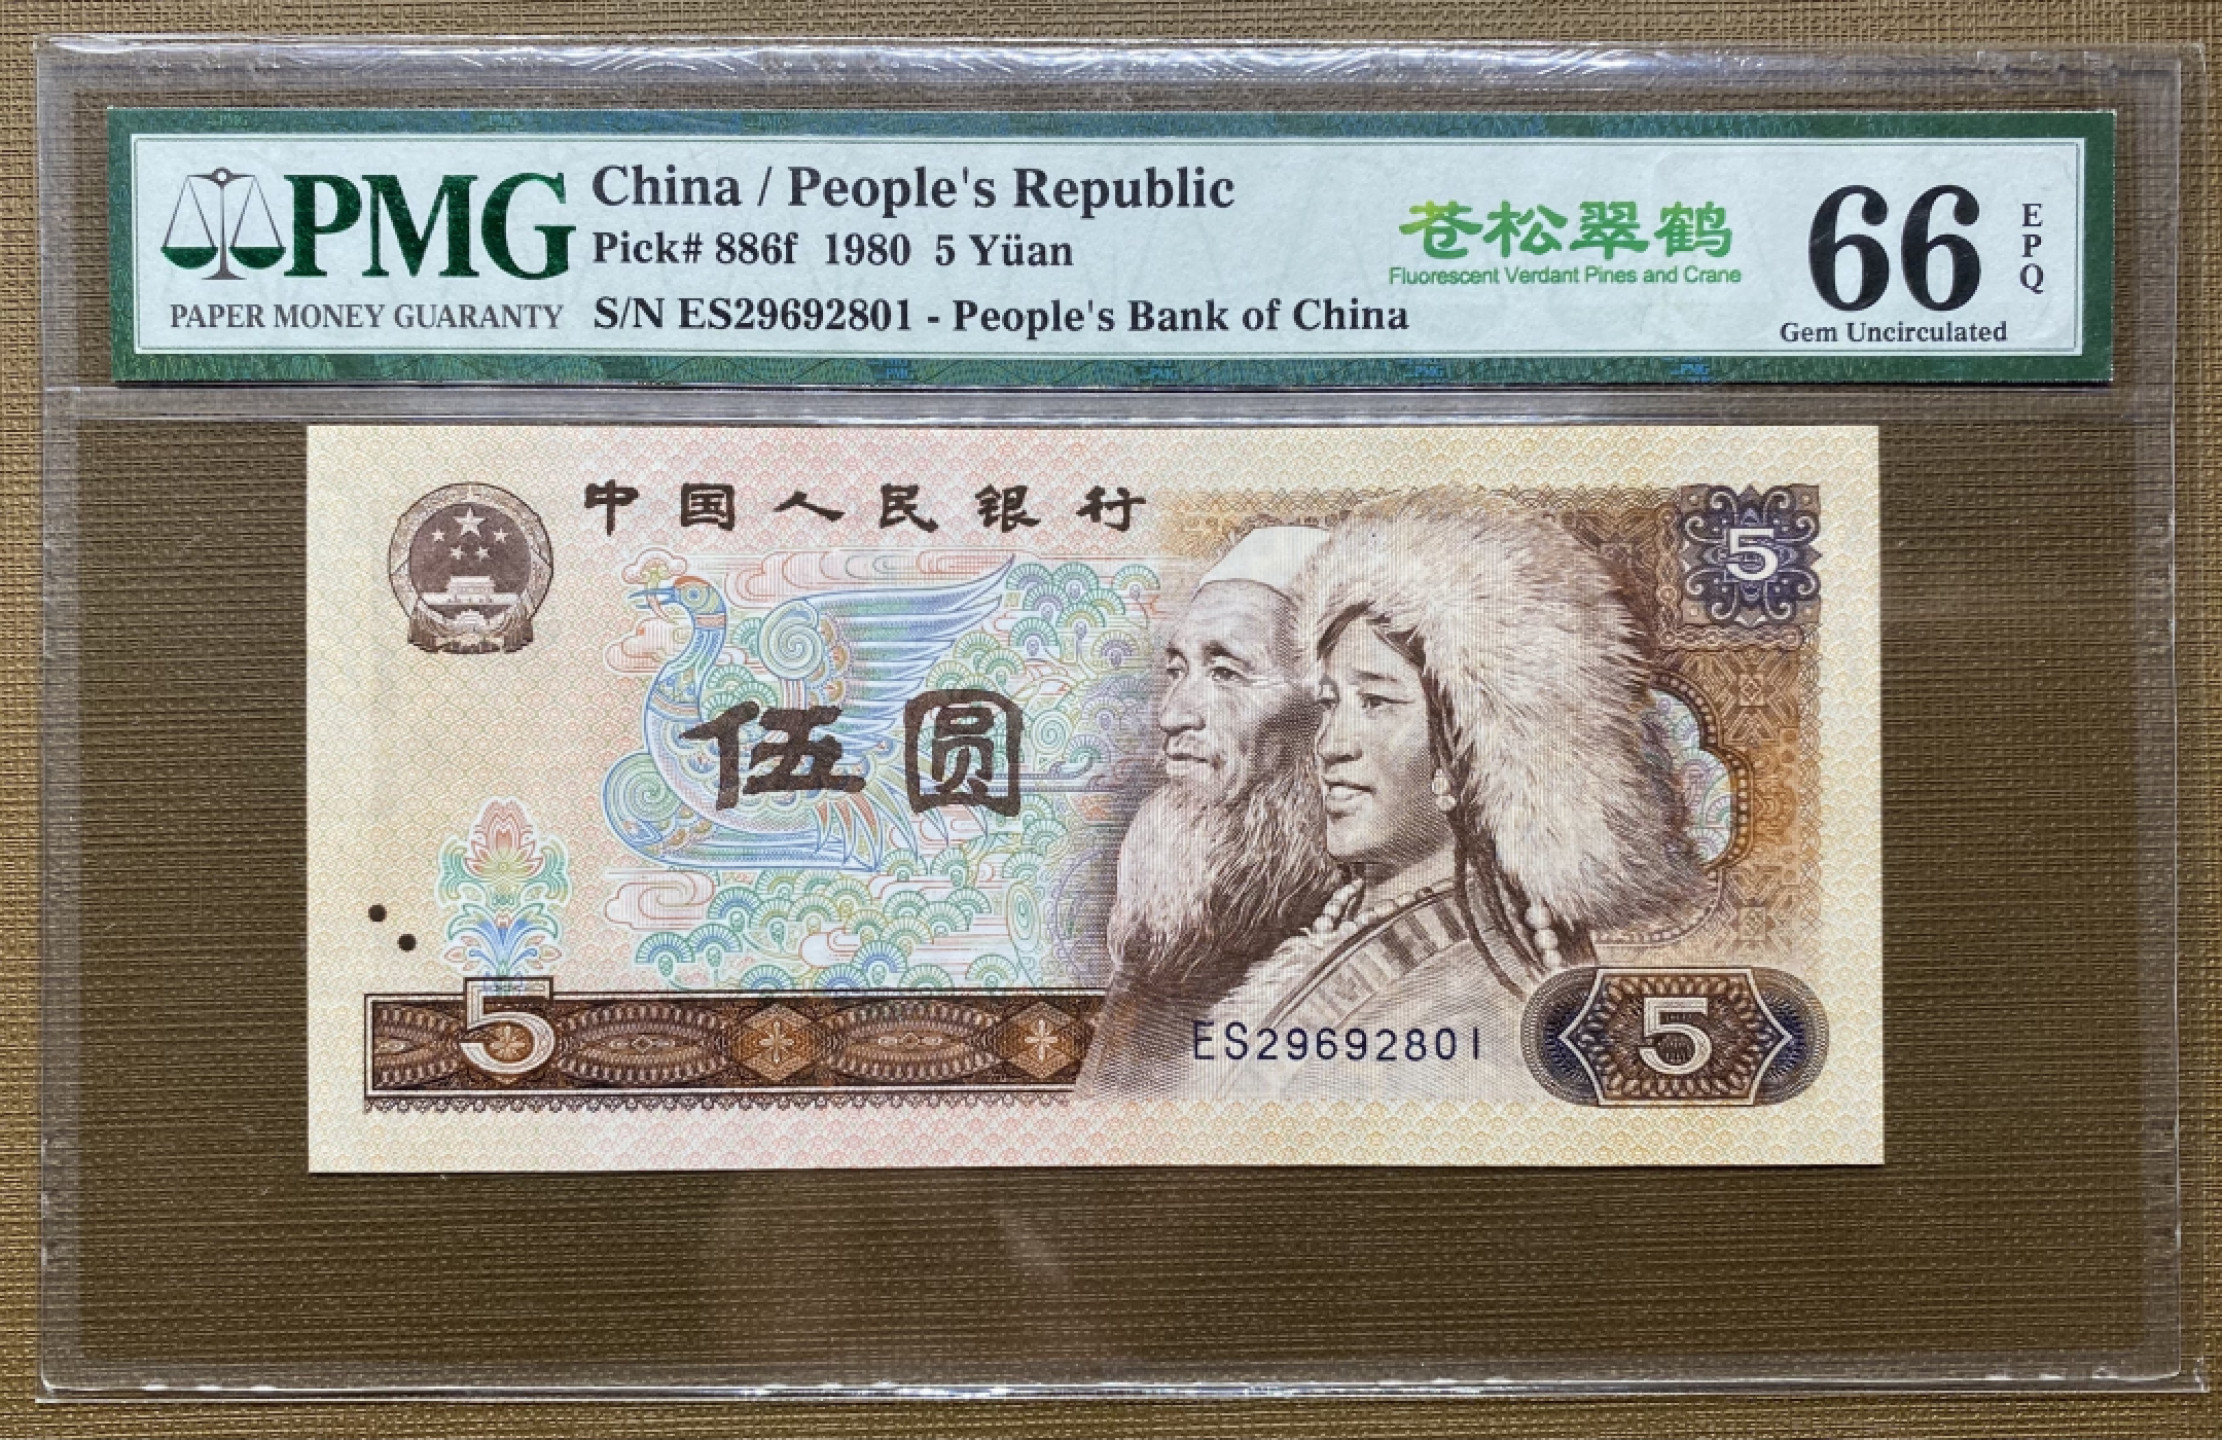 PMG
PAPER MONEY GUARANTY
China / People's Republic
Pick# 886f 1980 5 Yüan
S/N ES29692801 - People's Bank of China
苍松翠鹤
Fluorescent Verdant Pines and Crane
66
EPQ
Gem Uncirculated
中国人民银行
5
伍圆
5
ES29692801
5